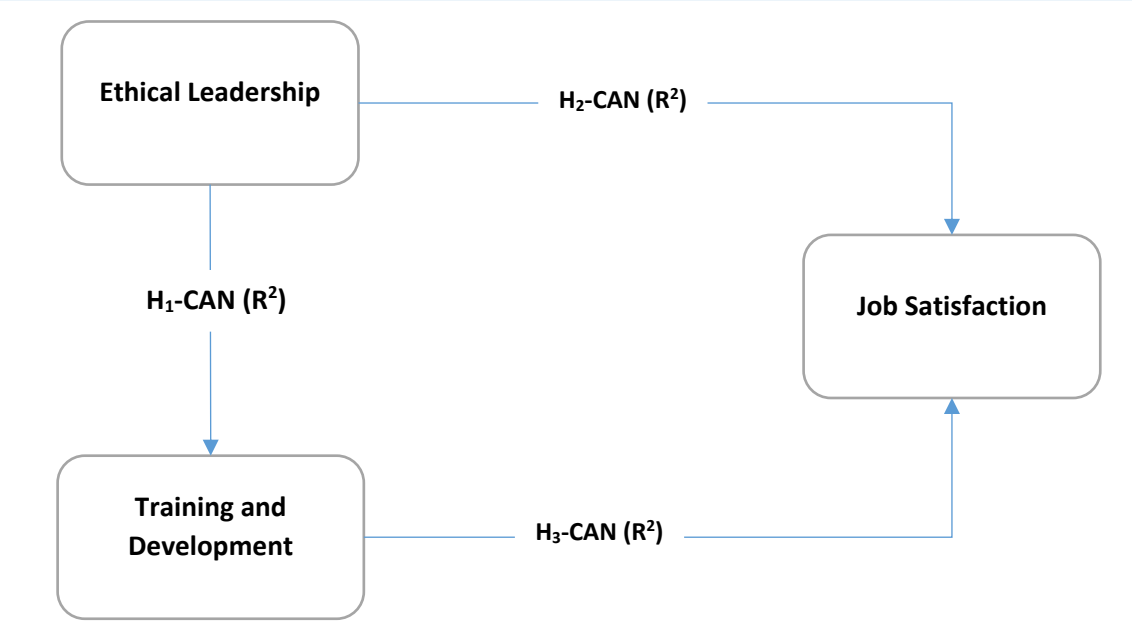 Ethical Leadership
H₂-CAN (R²)
H₁-CAN (R²)
Job Satisfaction
Training and
Development
H₃-CAN (R²)